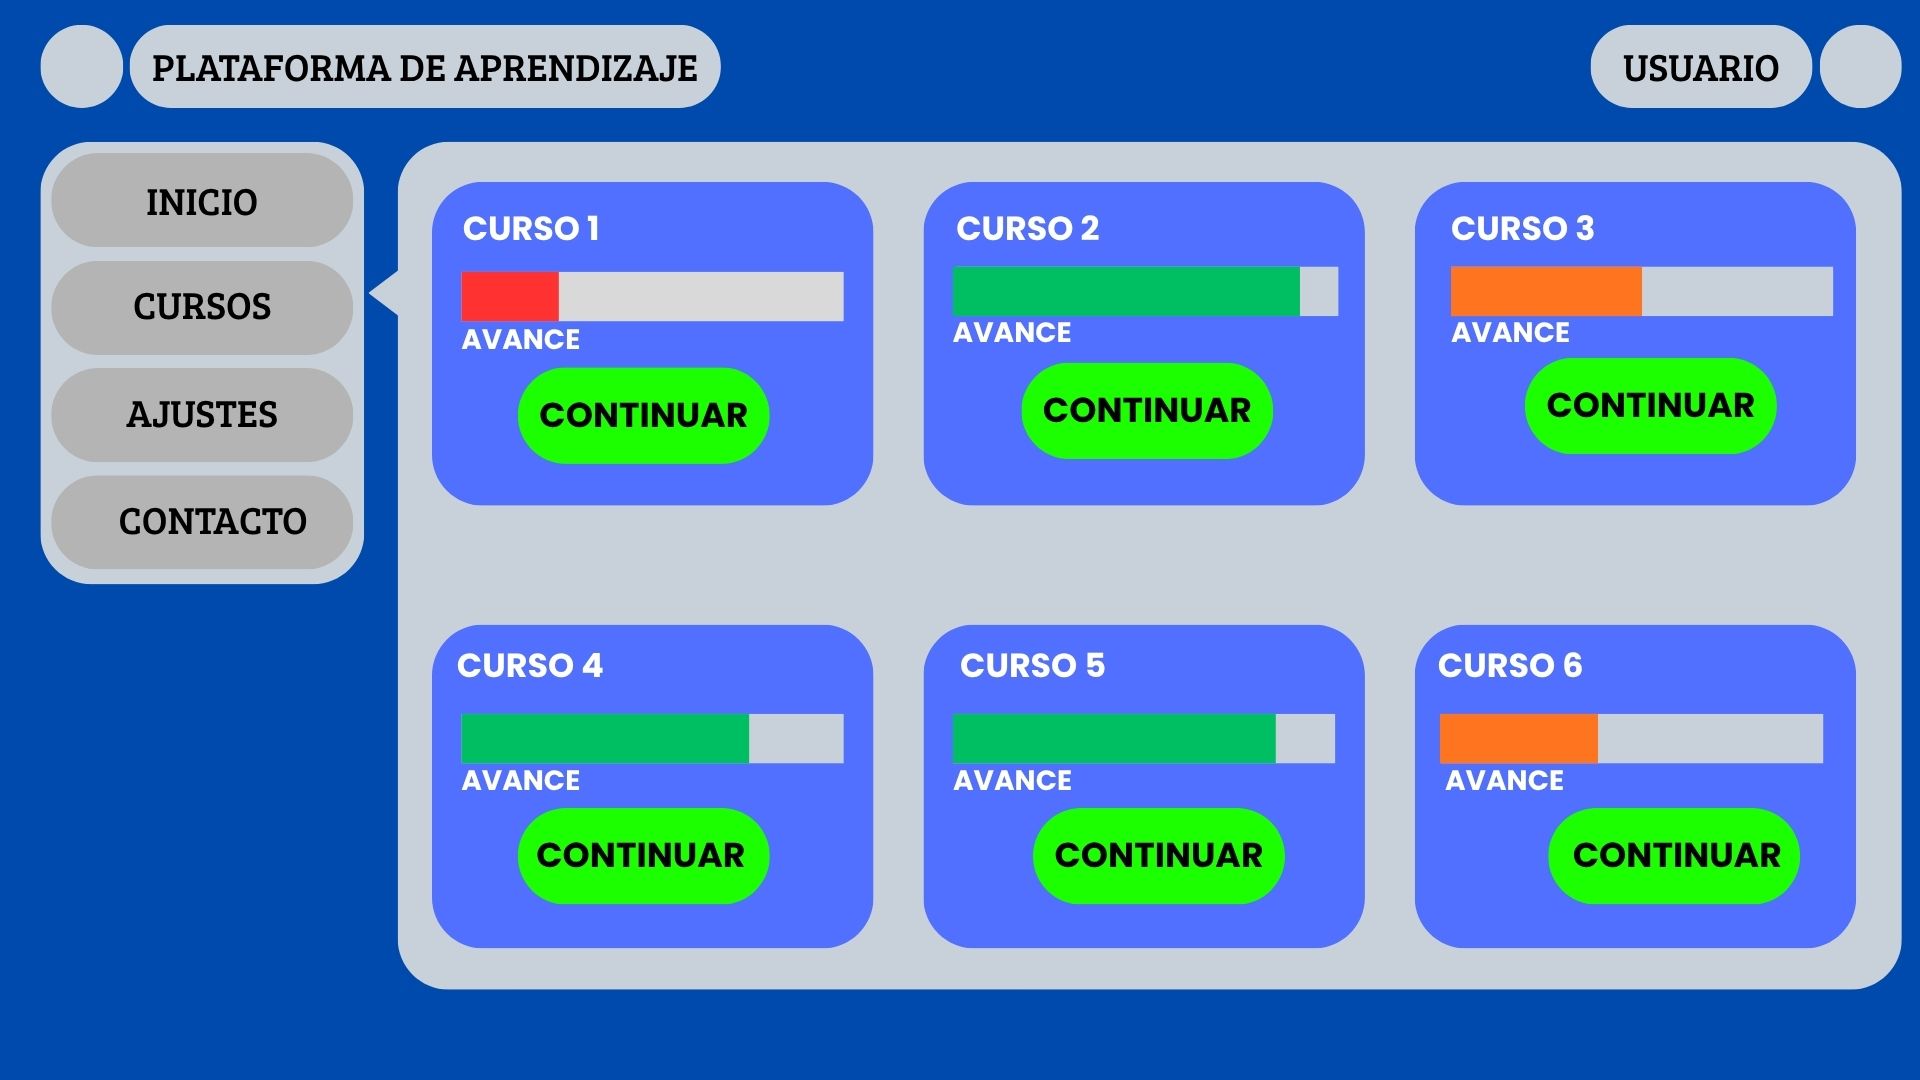 PLATAFORMA DE APRENDIZAJE
USUARIO
INICIO
CURSOS
AJUSTES
CONTACTO
CURSO 1
AVANCE
CONTINUAR
CURSO 2
AVANCE
CONTINUAR
CURSO 3
AVANCE
CONTINUAR
CURSO 4
AVANCE
CONTINUAR
CURSO 5
AVANCE
CONTINUAR
CURSO 6
AVANCE
CONTINUAR